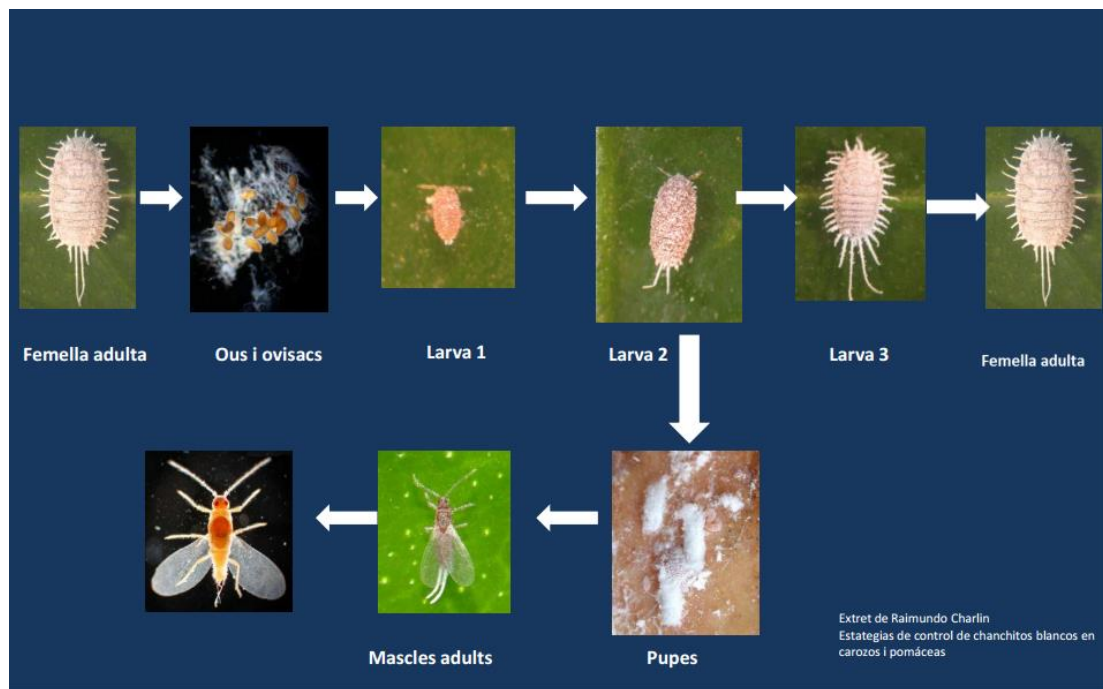 Femella adulta
Ous i ovisacs
Larva 1
Larva 2
Larva 3
Femella adulta
Mascles adults
Pupes
Extret de Raimundo Charlin
Estategias de control de chanchitos blancos en
carozos i pomáceas